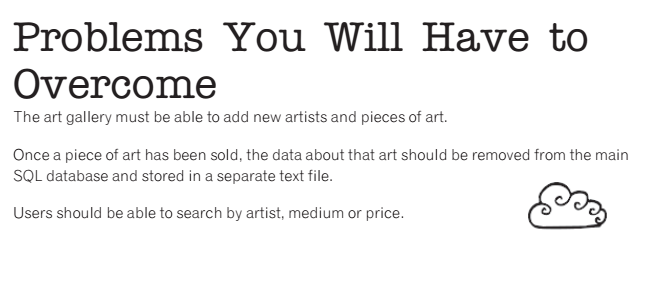 Problems You Will Have to
Overcome
The art gallery must be able to add new artists and pieces of art.
Once a piece of art has been sold, the data about that art should be removed from the main
SQL database and stored in a separate text file.
Users should be able to search by artist, medium or price.